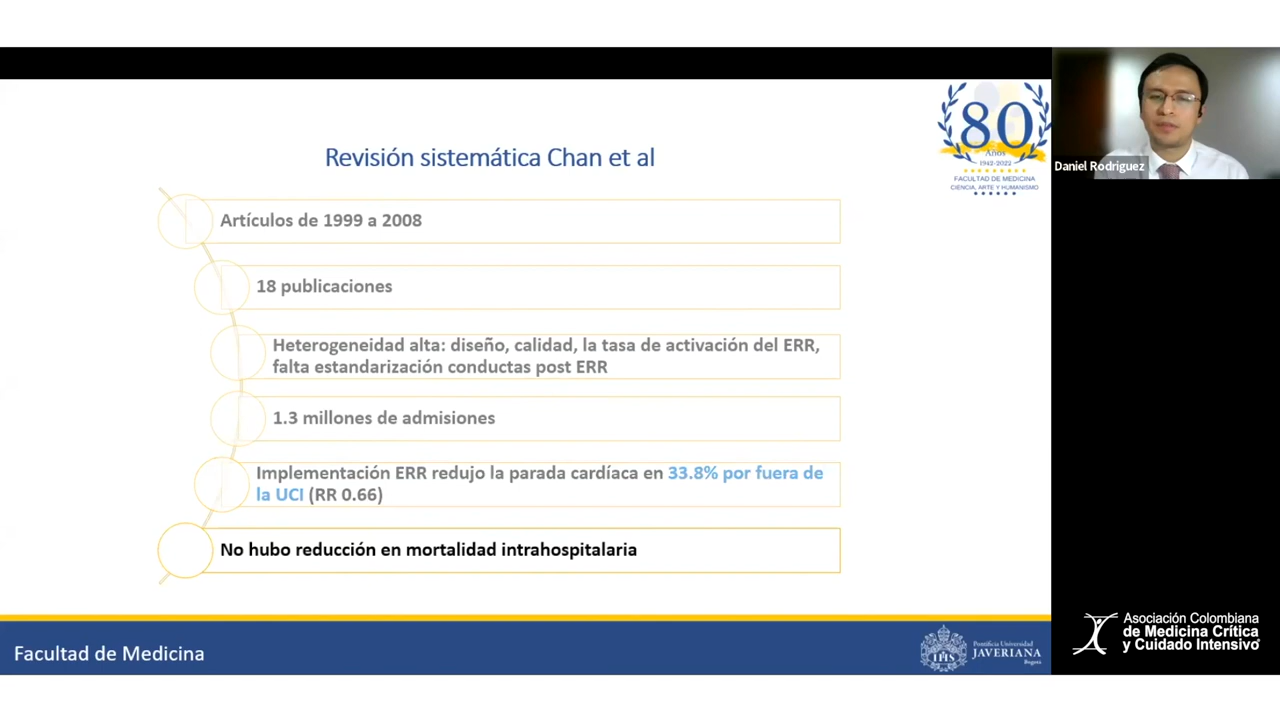 80
Años
1942-2022
FACULTAD DE MEDICINA
CIENCIA, ARTE Y HUMANISMO
Daniel Rodriguez
Revisión sistemática Chan et al
Artículos de 1999 a 2008
18 publicaciones
Heterogeneidad alta: diseño, calidad, la tasa de activación del ERR,
falta estandarización conductas post ERR
1.3 millones de admisiones
Implementación ERR redujo la parada cardíaca en 33.8% por fuera de
la UCI (RR 0.66)
No hubo reducción en mortalidad intrahospitalaria
Facultad de Medicina
IHS
Pontificia Universidad
JAVERIANA
Bogotá
Asociación Colombiana
de Medicina Crítica
y Cuidado Intensivo